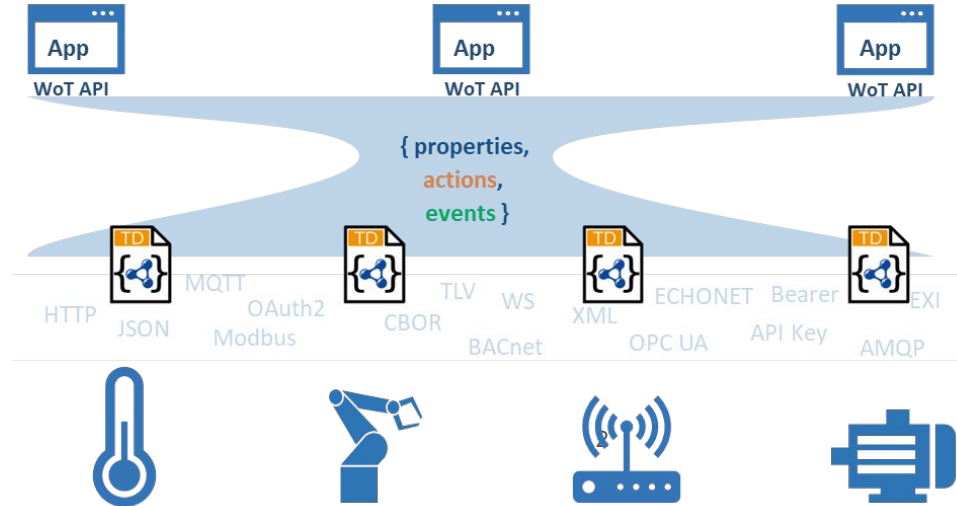 App
App
App
WoT API
WoT API
WoT API
{ properties,
actions,
events }
TD
TD
TD
TD
{ }
{ }
{ }
{ }
MQTT
TLV
WS
ECHONET
Bearer
EXI
HTTP
OAuth2
CBOR
XML
JSON
Modbus
BACnet
OPC UA
API Key
AMQP
2